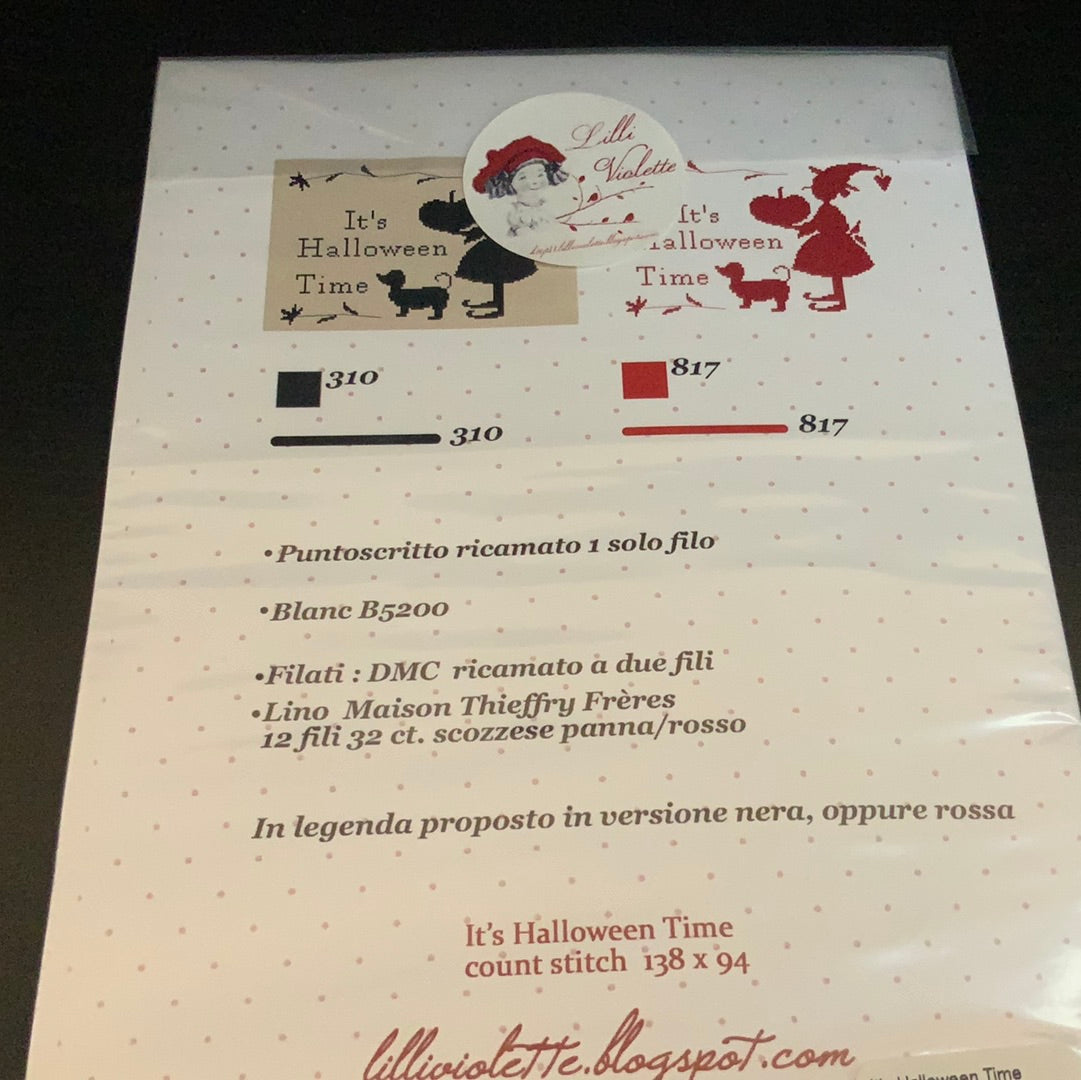 Lilli
Violette
It's
Halloween
Time
It's
alloween
Time
310
817
310
817
•Puntoscritto ricamato 1 solo filo
•Blanc B5200
•Filati : DMC ricamato a due fili
•Lino Maison Thieffry Frères
12 fili 32 ct. scozzese panna/rosso
In legenda proposto in versione nera, oppure rossa
It's Halloween Time
count stitch 138 x 94
lilliviolette.blogspot.com
Halloween Time